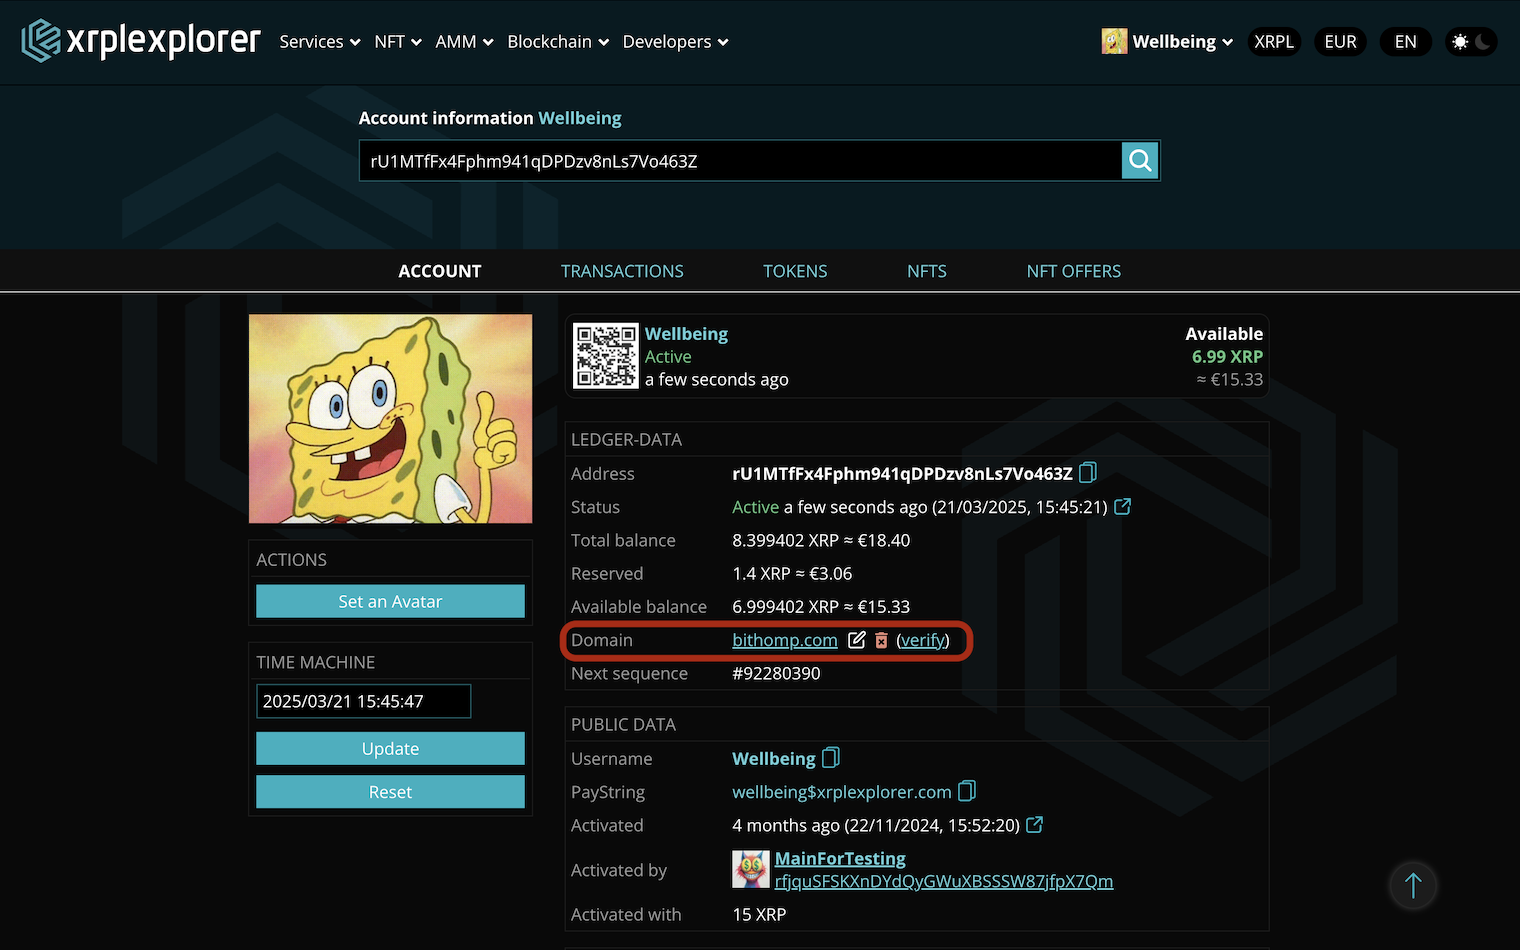 xrplexplorer Services NFT AMM Blockchain Developers Wellbeing XRPL EUR EN
Account information Wellbeing
rU1MTfFx4Fphm941qDPDzv8nLs7Vo463Z
ACCOUNT TRANSACTIONS TOKENS NFTS NFT OFFERS
Wellbeing
Active
a few seconds ago
Available
6.99 XRP
≈ €15.33
ACTIONS
Set an Avatar
TIME MACHINE
2025/03/21 15:45:47
Update
Reset
LEDGER-DATA
Address rU1MTfFx4Fphm941qDPDzv8nLs7Vo463Z
Status Active a few seconds ago (21/03/2025, 15:45:21)
Total balance 8.399402 XRP ≈ €18.40
Reserved 1.4 XRP ≈ €3.06
Available balance 6.999402 XRP ≈ €15.33
Domain bithomp.com (verify)
Next sequence #92280390
PUBLIC DATA
Username Wellbeing
PayString wellbeing$xrplexplorer.com
Activated 4 months ago (22/11/2024, 15:52:20)
Activated by MainForTesting
rfjquSFSKXnDYdQyGWuXBSSSW87jfpX7Qm
Activated with 15 XRP